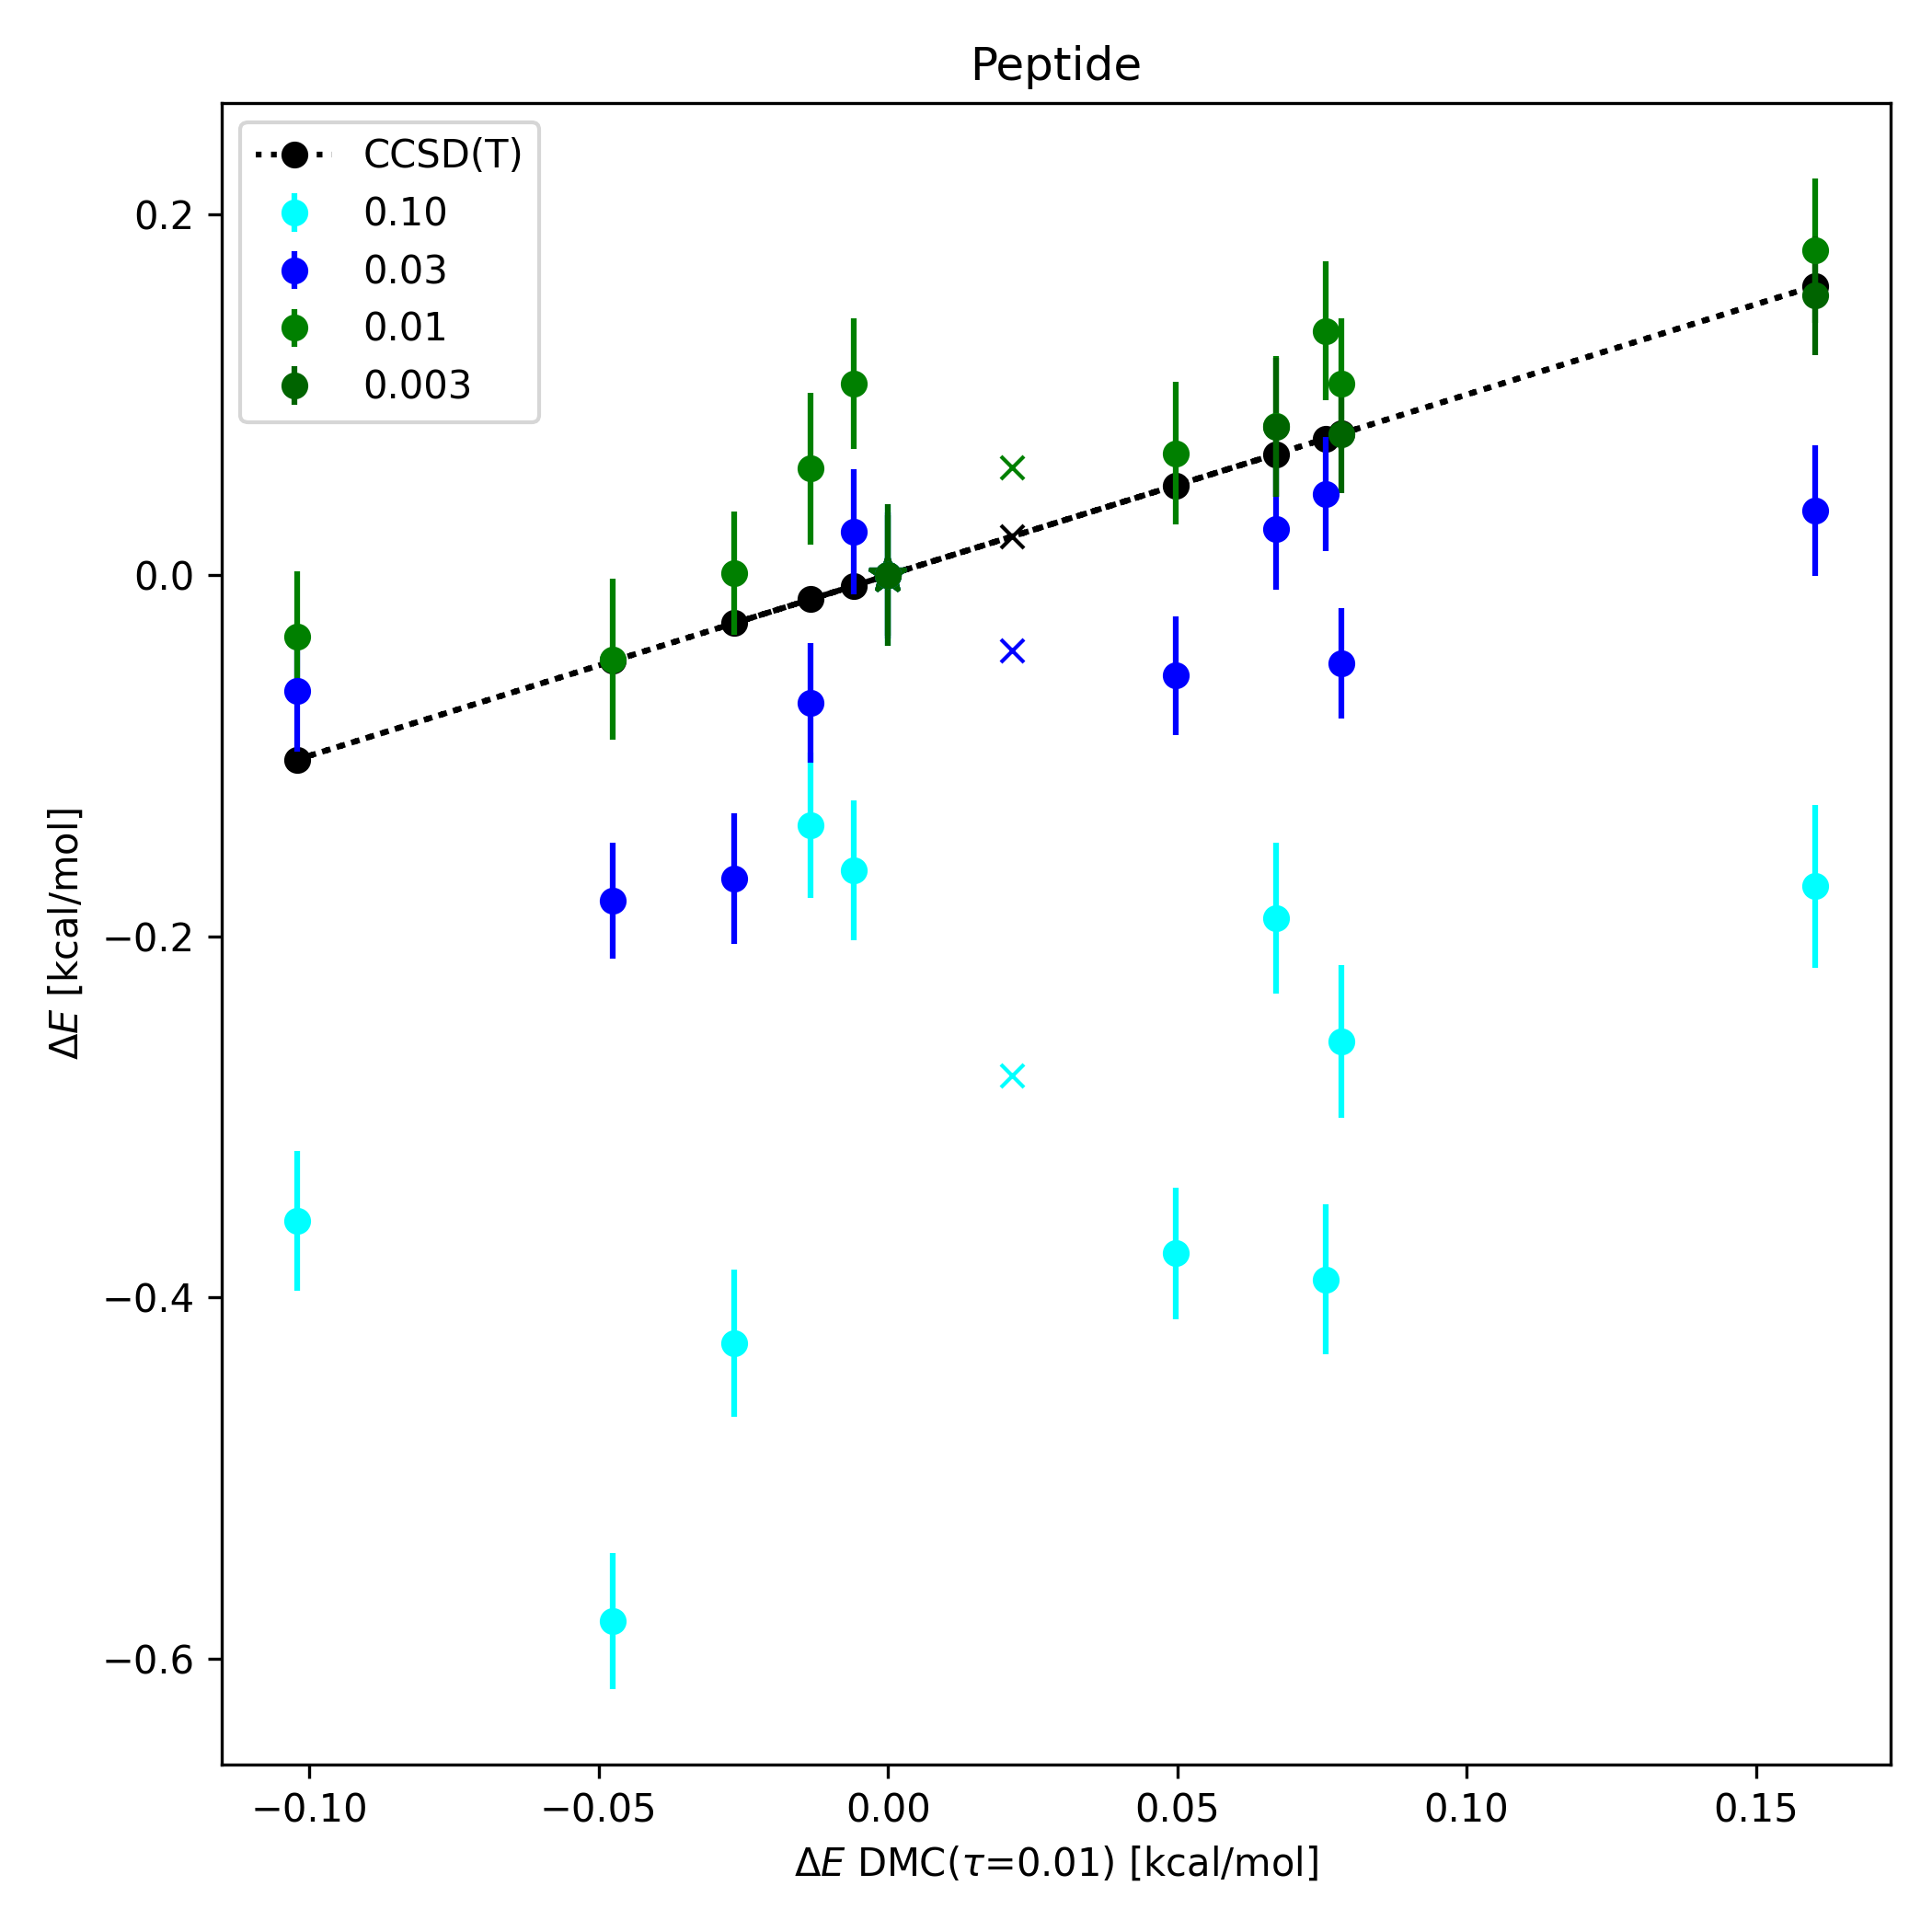 Peptide
CCSD(T)
0.10
0.03
0.01
0.003
0.2
0.0
−0.2
−0.4
−0.6
ΔE [kcal/mol]
−0.10 −0.05 0.00 0.05 0.10 0.15
ΔE DMC(τ=0.01) [kcal/mol]